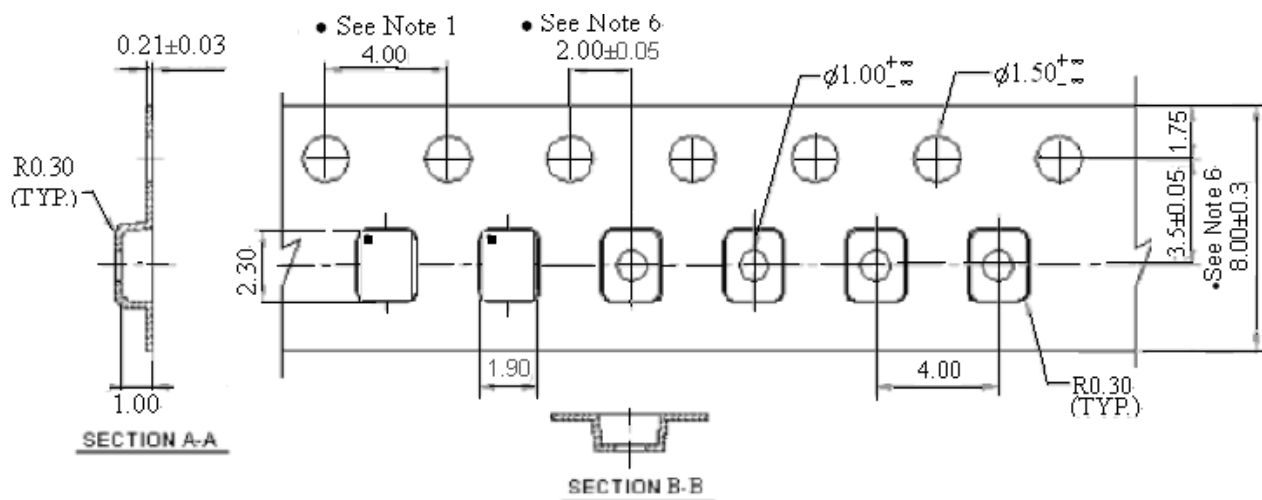 • See Note 1
• See Note 6
0.21±0.03
4.00
2.00±0.05
ø1.00
ø1.50
1.75
R0.30
(TYP.)
3.5±0.05
•See Note 6
8.00±0.3
2.30
1.90
4.00
R0.30
(TYP.)
1.00
SECTION A-A
SECTION B-B